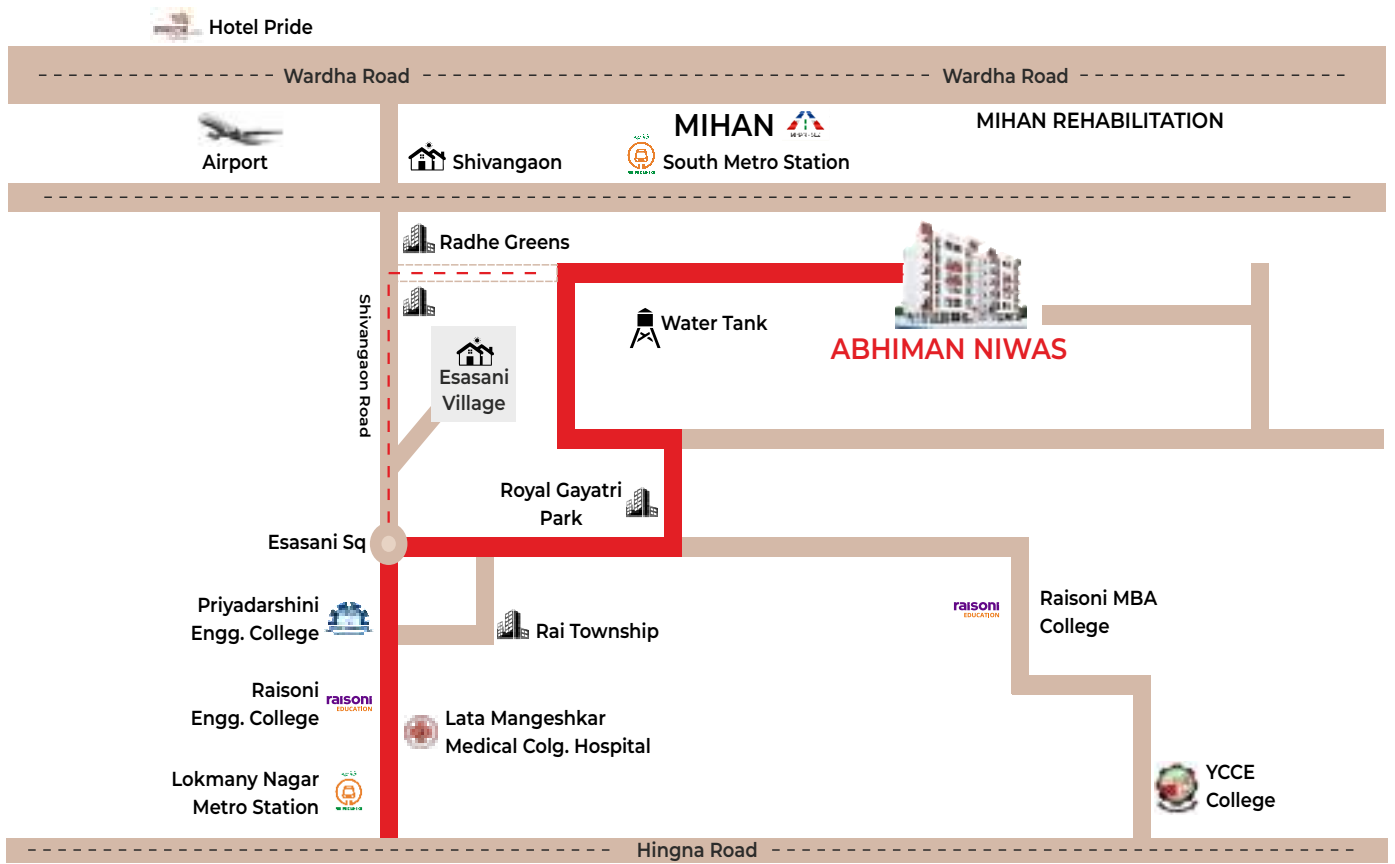 Hotel Pride
Wardha Road
Wardha Road
MIHAN
MIHAN REHABILITATION
Airport
Shivangaon
South Metro Station
Radhe Greens
Shivangaon Road
Water Tank
ABHIMAN NIWAS
Esasani
Village
Royal Gayatri
Park
Esasani Sq
Priyadarshini
Engg. College
Rai Township
raisoni
EDUCATION
Raisoni MBA
College
Raisoni
Engg. College
raisoni
EDUCATION
Lata Mangeshkar
Medical Colg. Hospital
Lokmany Nagar
Metro Station
YCCE
College
Hingna Road